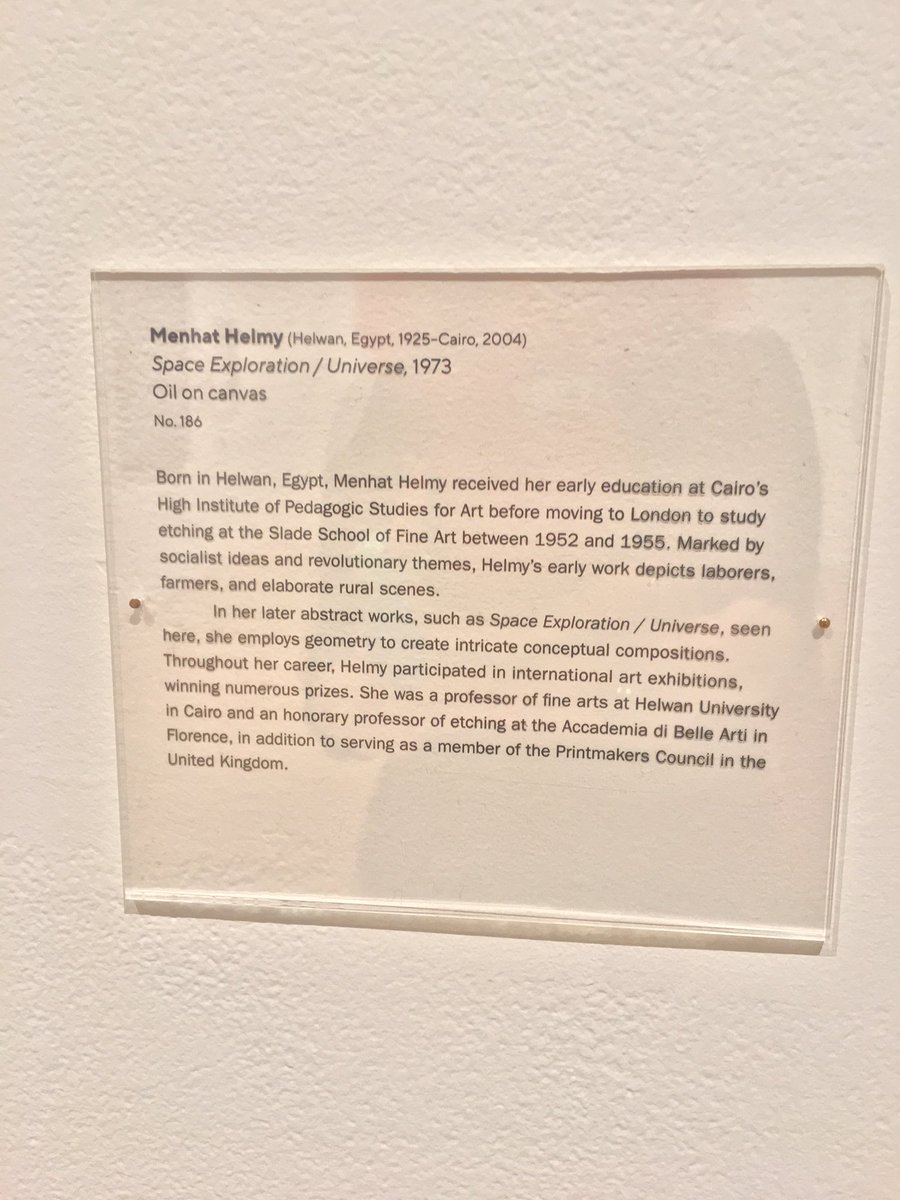 Menhat Helmy (Helwan, Egypt, 1925–Cairo, 2004)
Space Exploration / Universe, 1973
Oil on canvas
No. 186
Born in Helwan, Egypt, Menhat Helmy received her early education at Cairo's
High Institute of Pedagogic Studies for Art before moving to London to study
etching at the Slade School of Fine Art between 1952 and 1955. Marked by
socialist ideas and revolutionary themes, Helmy's early work depicts laborers,
farmers, and elaborate rural scenes.
In her later abstract works, such as Space Exploration / Universe, seen
here, she employs geometry to create intricate conceptual compositions.
Throughout her career, Helmy participated in international art exhibitions,
winning numerous prizes. She was a professor of fine arts at Helwan University
in Cairo and an honorary professor of etching at the Accademia di Belle Arti in
Florence, in addition to serving as a member of the Printmakers Council in the
United Kingdom.